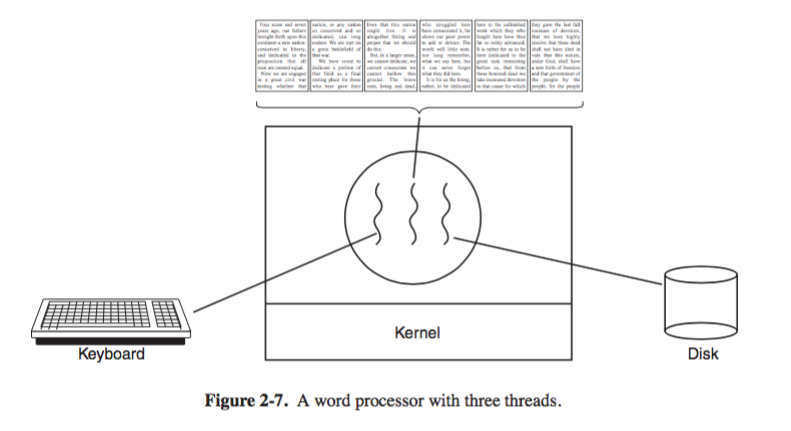 Four score and seven
years ago, our fathers
brought forth upon this
continent a new nation:
conceived in liberty,
and dedicated to the
proposition that all
men are created equal.
Now we are engaged
in a great civil war
testing whether that
nation, or any nation
so conceived and so
dedicated, can long
endure. We are met on
a great battlefield of
that war.
We have come to
dedicate a portion of
that field as a final
resting place for those
who here gave their
lives that this nation
might live. It is
altogether fitting and
proper that we should
do this.
But, in a larger sense,
we cannot dedicate, we
cannot consecrate we
cannot hallow this
ground. The brave
men, living and dead,
who struggled here
have consecrated it, far
above our poor power
to add or detract. The
world will little note,
nor long remember,
what we say here, but
it can never forget
what they did here.
It is for us the living,
rather, to be dedicated
here to the unfinished
work which they who
fought here have thus
far so nobly advanced.
It is rather for us to be
here dedicated to the
great task remaining
before us, that from
these honored dead we
take increased devotion
to that cause for which
they gave the last full
measure of devotion,
that we here highly
resolve that these dead
shall not have died in
vain that this nation,
under God, shall have
a new birth of freedom
and that government of
the people by the
people, for the people
Kernel
Keyboard
Disk
Figure 2-7. A word processor with three threads.